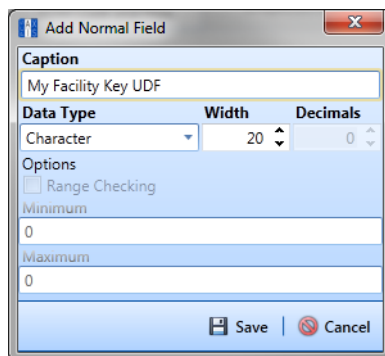 Add Normal Field
Caption
My Facility Key UDF
Data Type Width Decimals
Character 20 0
Options
Range Checking
Minimum
0
Maximum
0
Save | Cancel